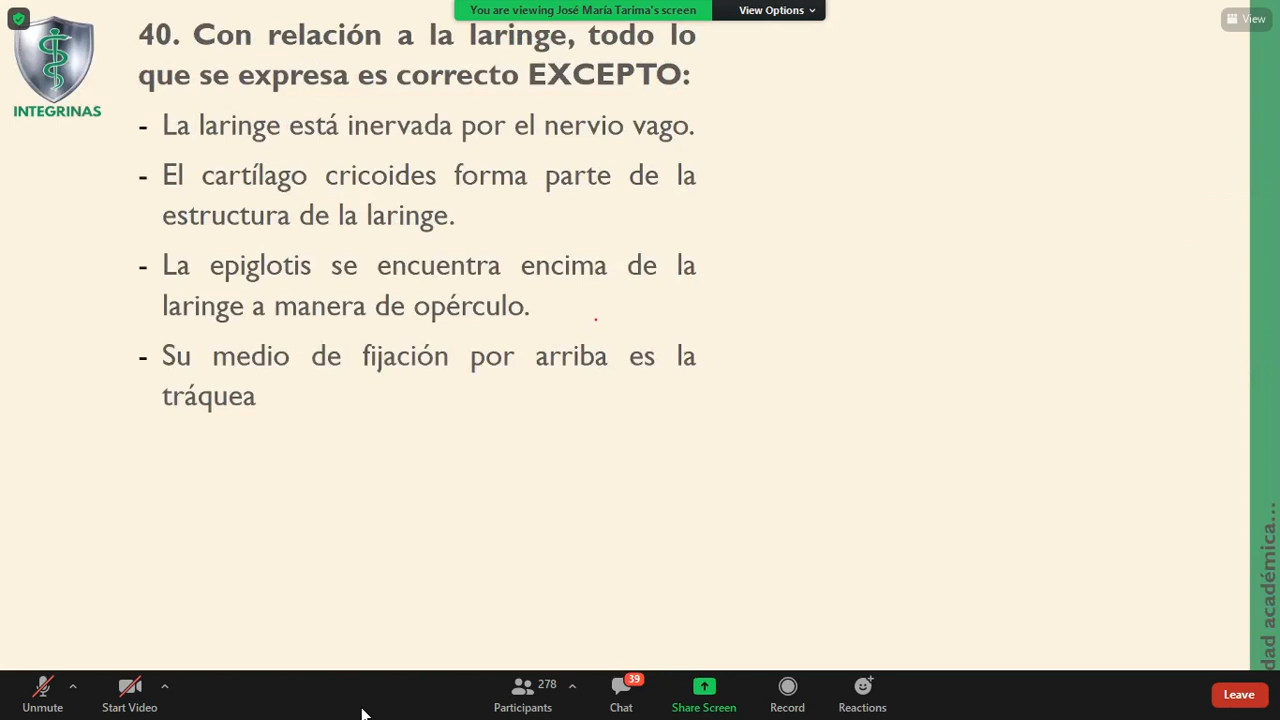 You are viewing José María Tarima's screen
View Options
View
INTEGRINAS
40. Con relación a la laringe, todo lo
que se expresa es correcto EXCEPTO:
- La laringe está inervada por el nervio vago.
- El cartílago cricoides forma parte de la
estructura de la laringe.
- La epiglotis se encuentra encima de la
laringe a manera de opérculo.
- Su medio de fijación por arriba es la
tráquea
dad académica...
Unmute
Start Video
278
Participants
39
Chat
Share Screen
Record
Reactions
Leave